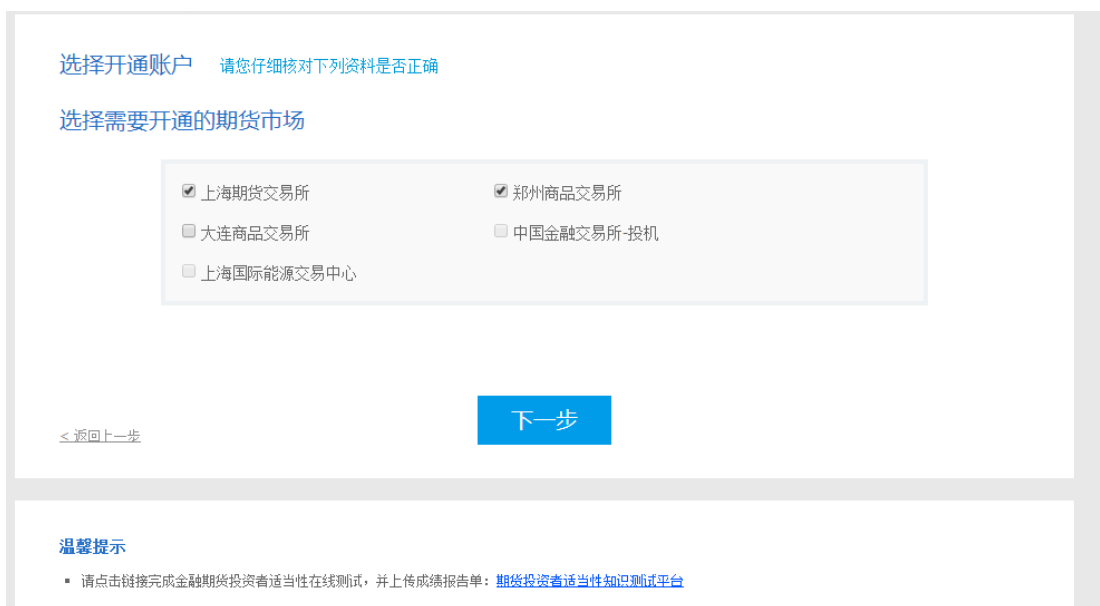 选择开通账户 请您仔细核对下列资料是否正确
选择需要开通的期货市场
上海期货交易所 郑州商品交易所
大连商品交易所 中国金融交易所-投机
上海国际能源交易中心
下一步
< 返回上一步
温馨提示
▪ 请点击链接完成金融期货投资者适当性在线测试，并上传成绩报告单：期货投资者适当性知识测试平台